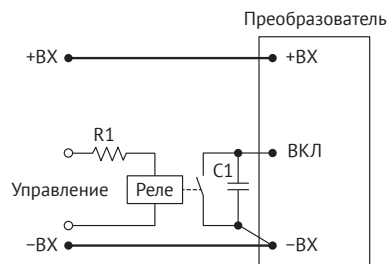 Преобразователь
+ВХ
+ВХ
R1
ВКЛ
C1
Управление
Реле
−ВХ
−ВХ